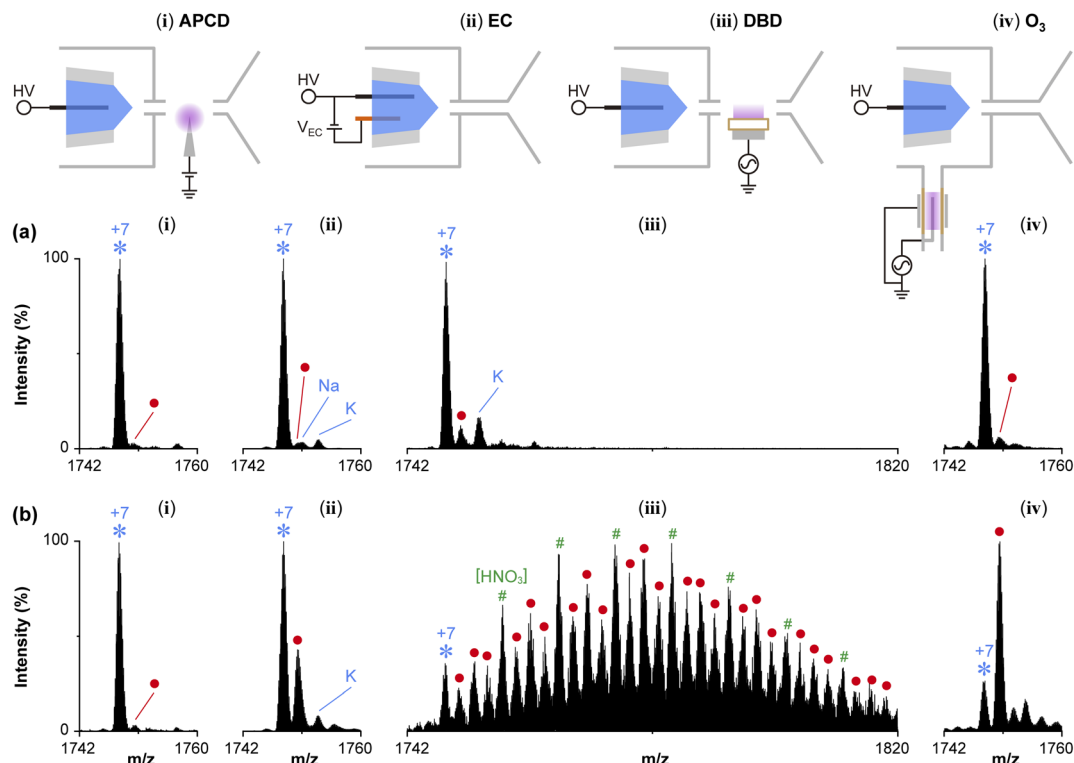 (i) APCD
(ii) EC
(iii) DBD
(iv) O₃
HV
HV
V_EC
HV
HV
(a)
(i)
(ii)
(iii)
(iv)
Intensity (%)
100
0
+7
*
1742
1760
+7
*
Na
K
1742
1760
+7
*
K
1742
1820
+7
*
1742
1760
(b)
(i)
(ii)
(iii)
(iv)
Intensity (%)
100
0
+7
*
1742
1760
m/z
+7
*
K
1742
1760
m/z
+7
*
[HNO₃]
#
#
#
#
#
#
#
1742
1820
m/z
+7
*
1742
1760
m/z